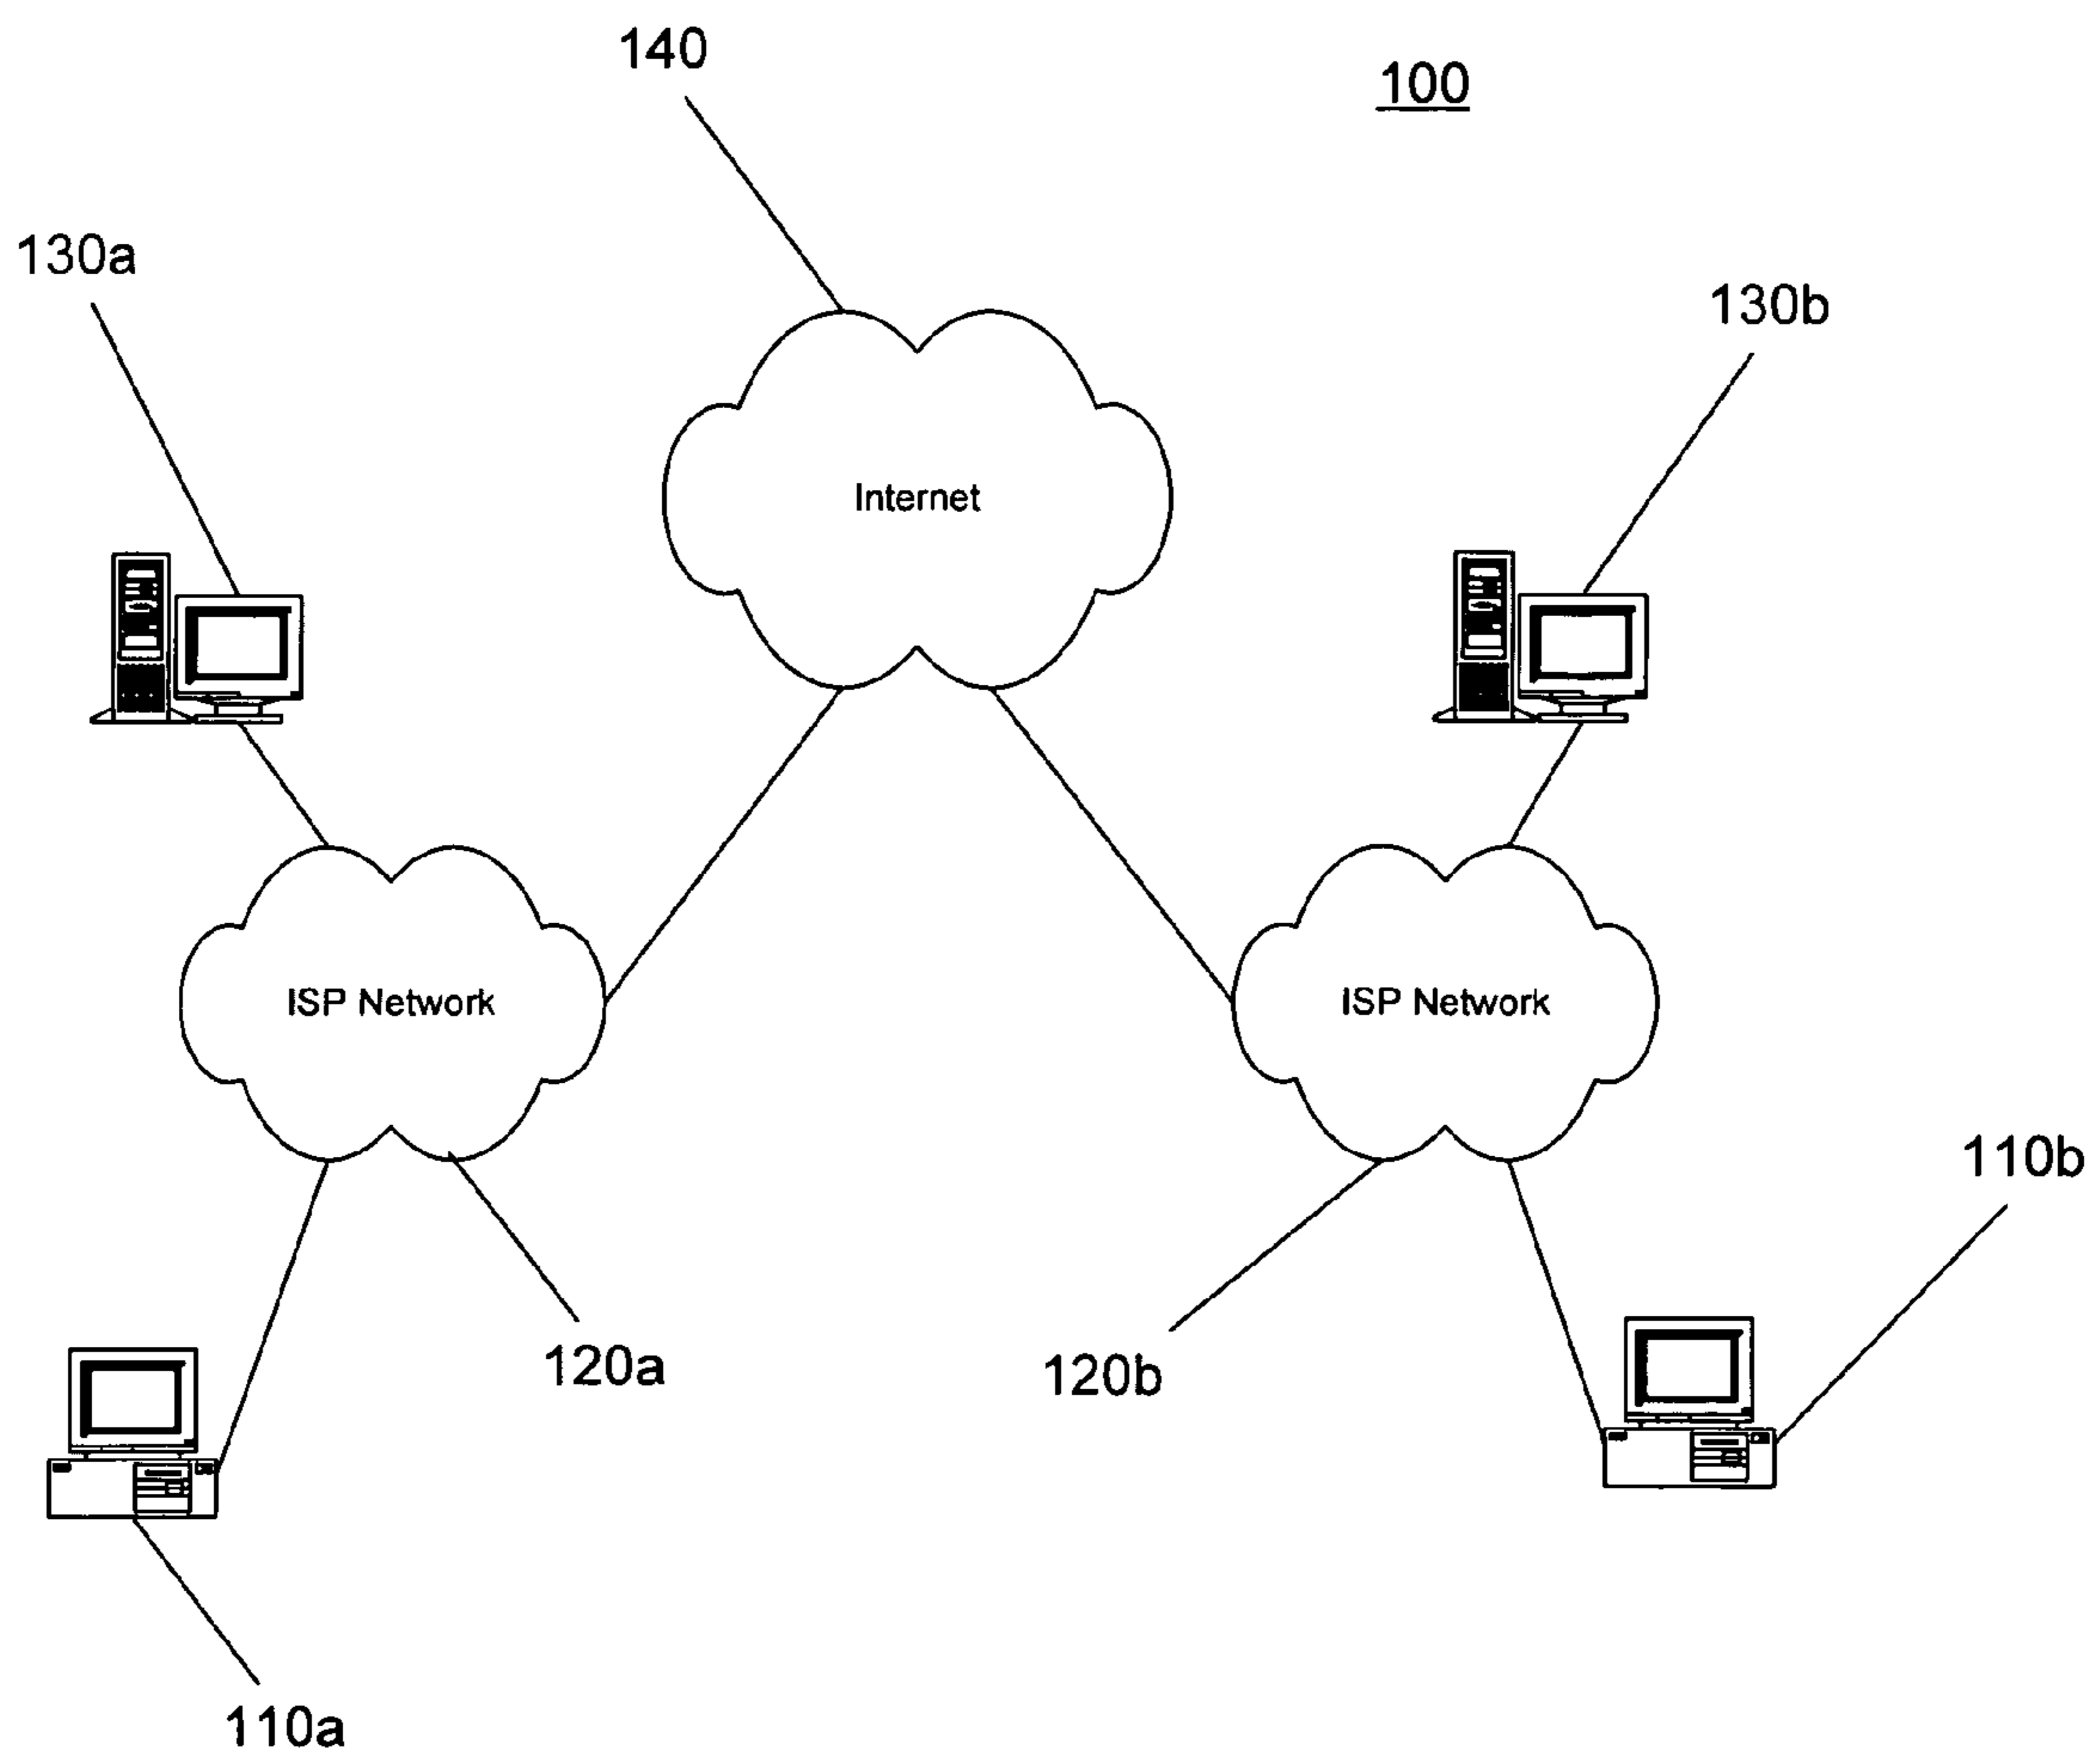 140
100
130a
130b
Internet
ISP Network
ISP Network
110b
120a
120b
110a